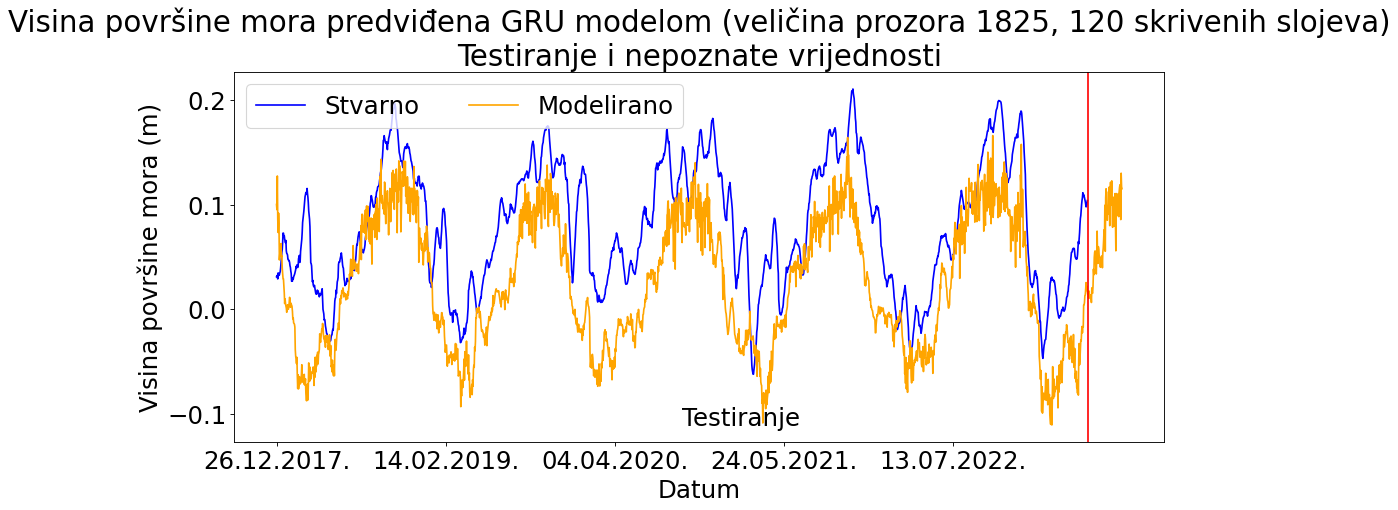 Visina površine mora predviđena GRU modelom (veličina prozora 1825, 120 skrivenih slojeva)
Testiranje i nepoznate vrijednosti
Stvarno Modelirano
Visina površine mora (m)
0.2
0.1
0.0
−0.1
Testiranje
26.12.2017. 14.02.2019. 04.04.2020. 24.05.2021. 13.07.2022.
Datum